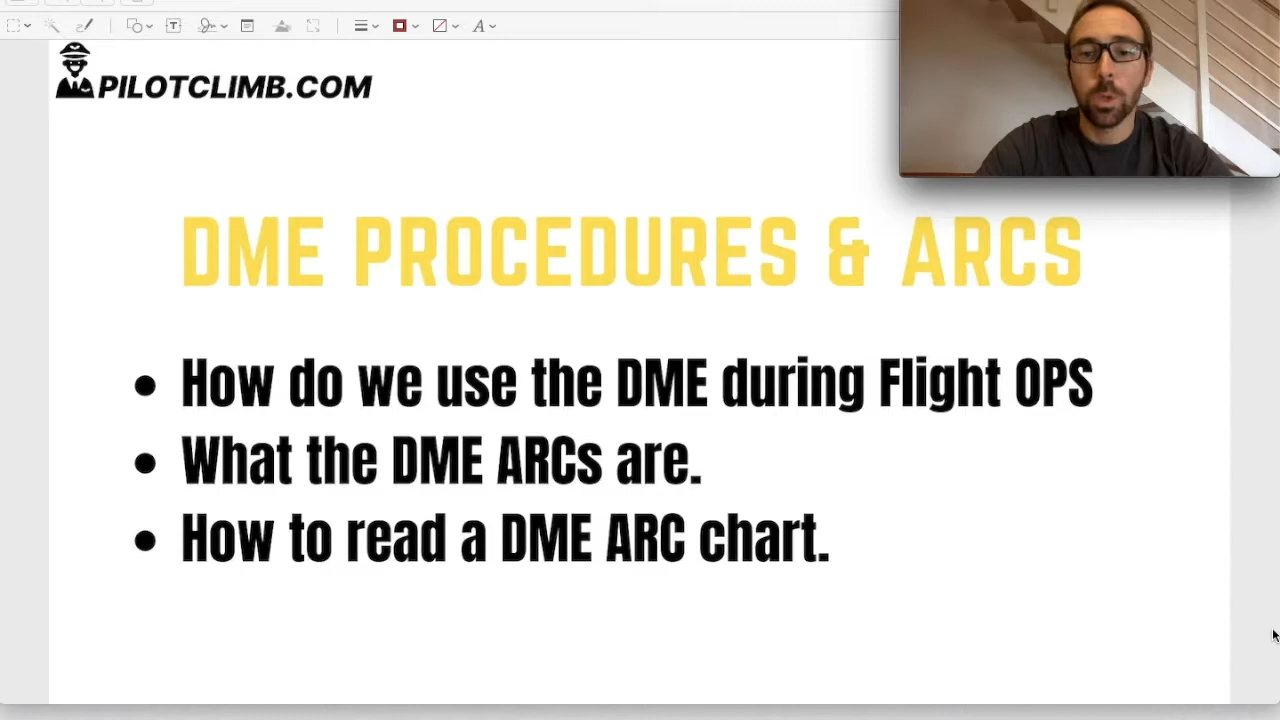 PILOTCLIMB.COM
DME PROCEDURES & ARCS
• How do we use the DME during Flight OPS
• What the DME ARCs are.
• How to read a DME ARC chart.